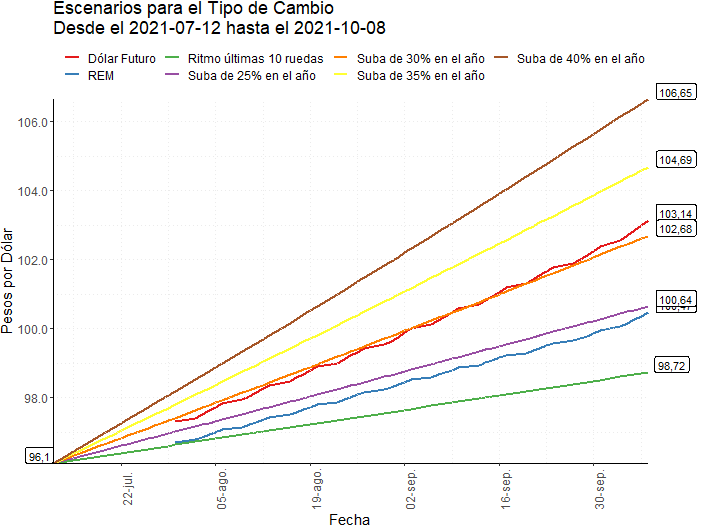 Escenarios para el Tipo de Cambio
Desde el 2021-07-12 hasta el 2021-10-08
Dólar Futuro
Ritmo últimas 10 ruedas
Suba de 30% en el año
Suba de 40% en el año
REM
Suba de 25% en el año
Suba de 35% en el año
106,65
106.0
104,69
104.0
103,14
102,68
102.0
100,64
100.0
98,72
98.0
96,1
Pesos por Dólar
22-jul.
05-ago.
19-ago.
02-sep.
16-sep.
30-sep.
Fecha